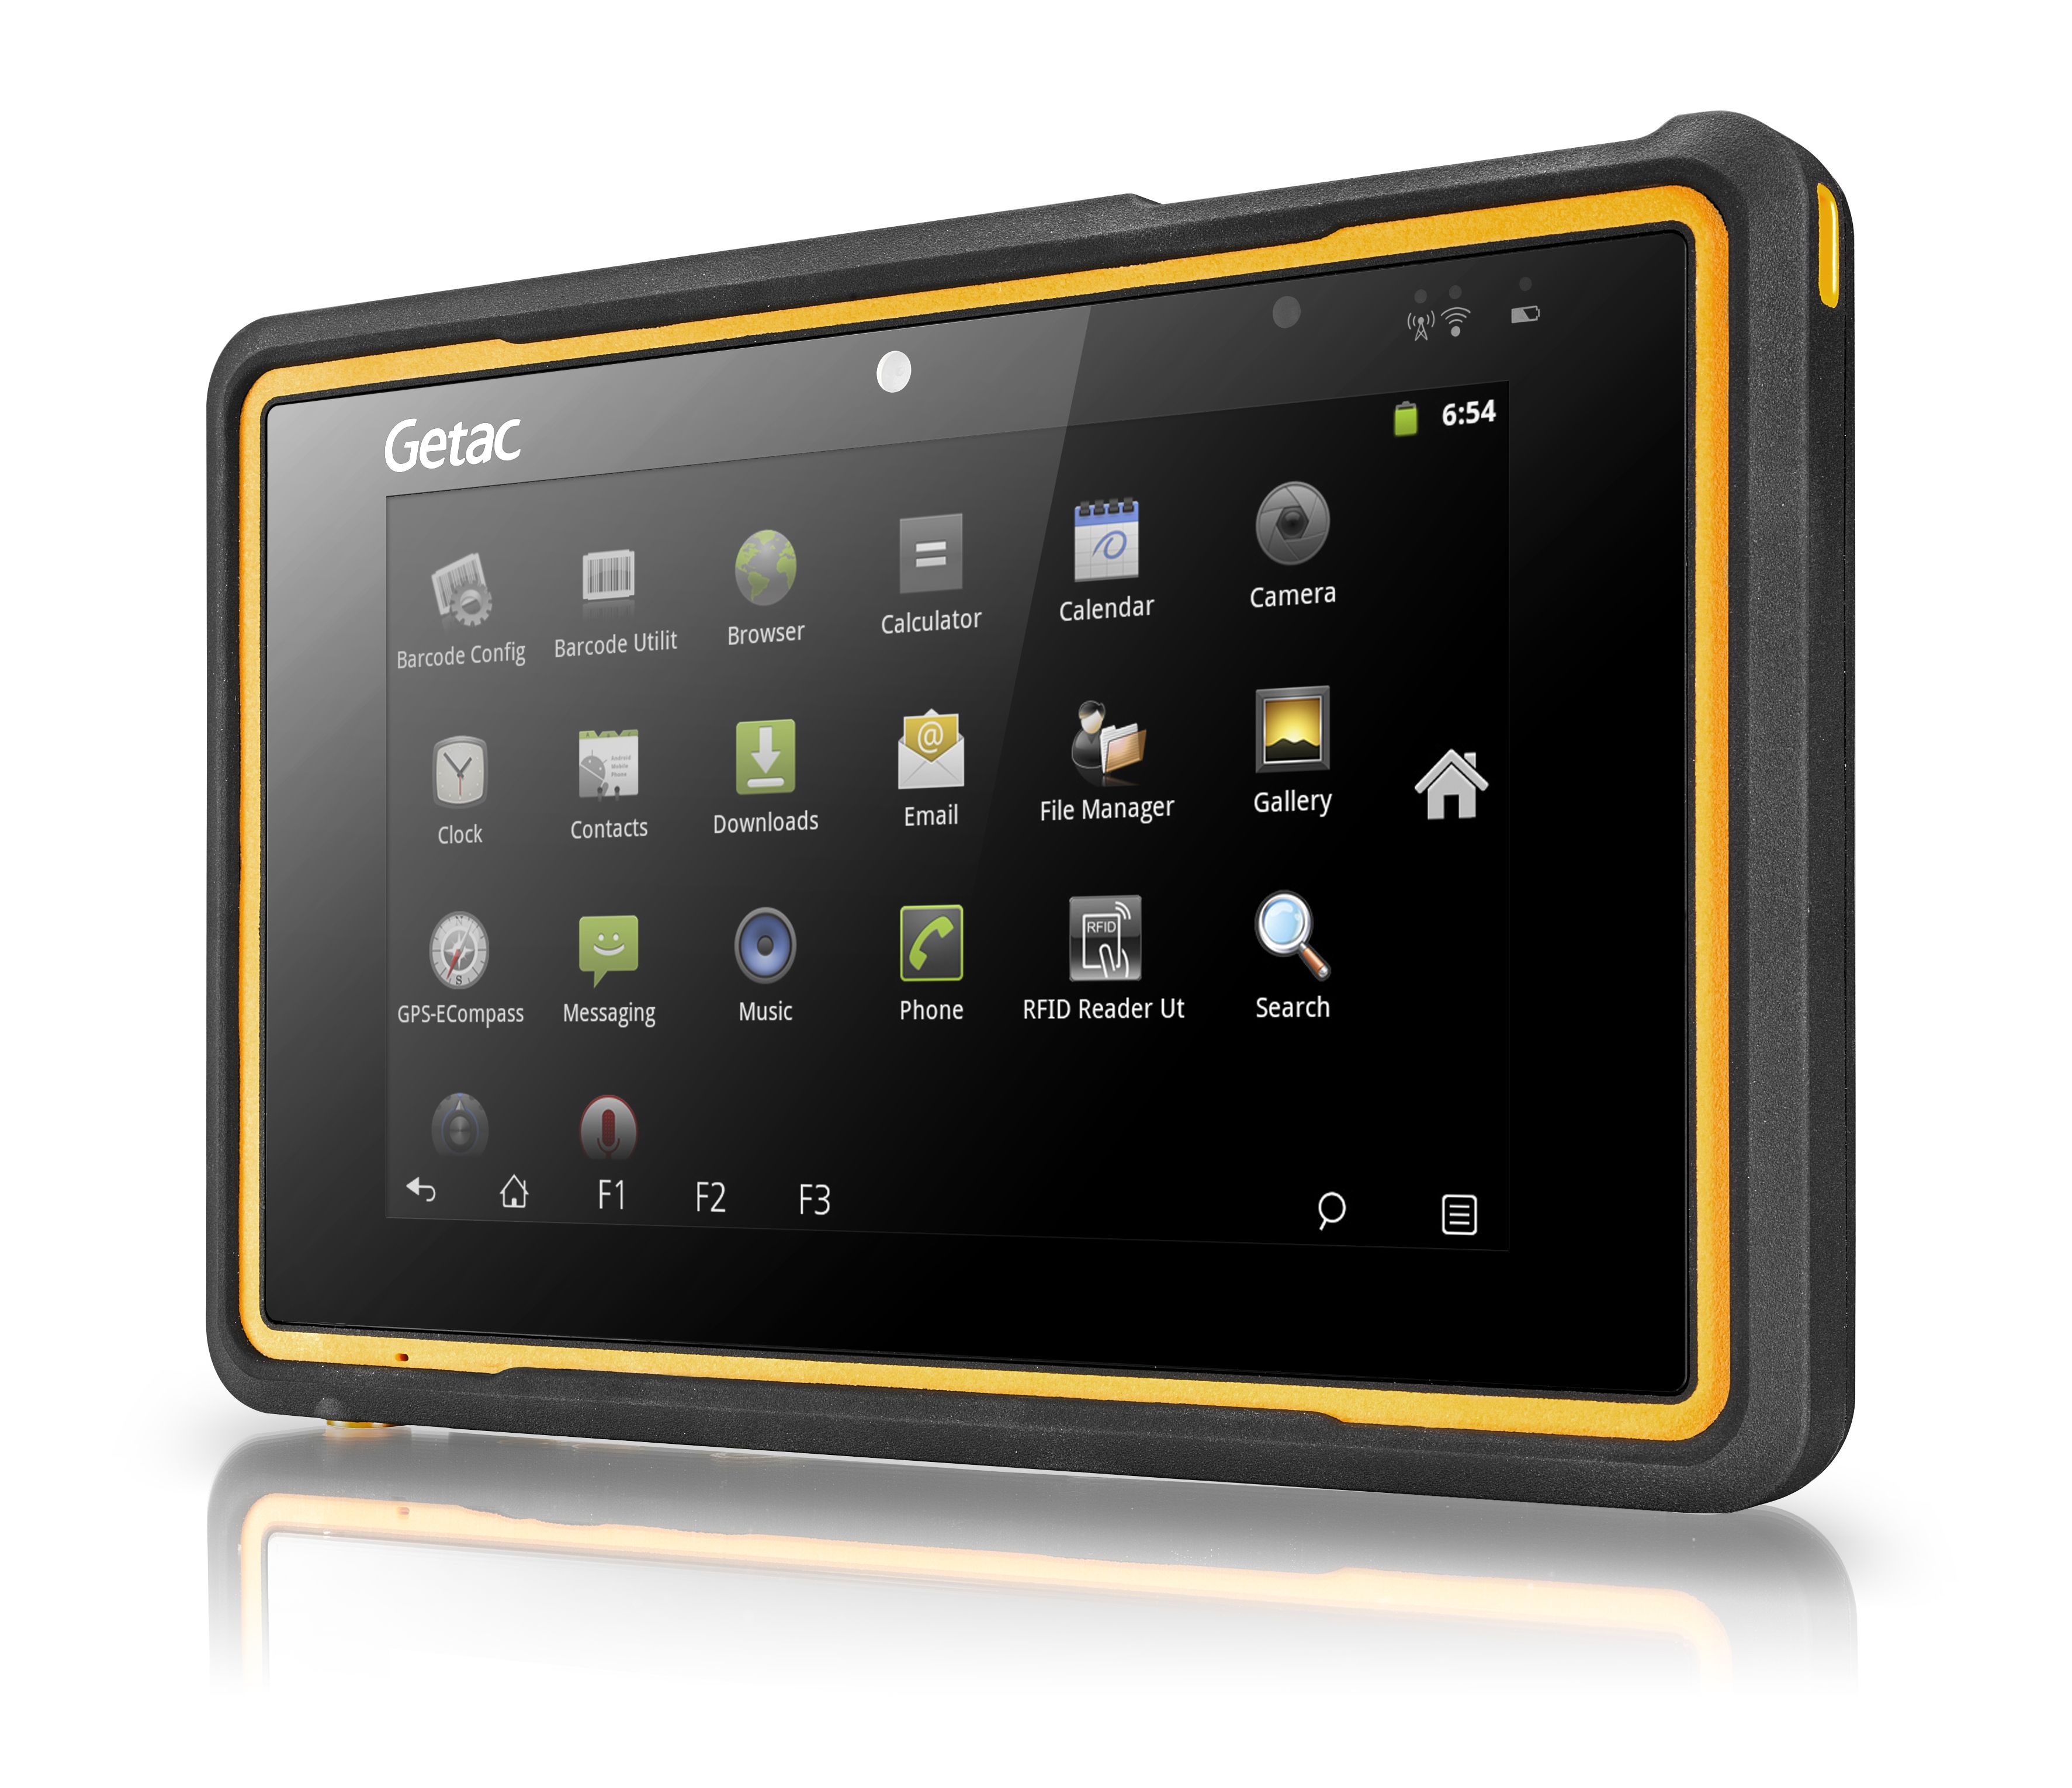 Getac
6:54
Barcode Config Barcode Utilit Browser Calculator Calendar Camera
Clock Contacts Downloads Email File Manager Gallery
RFID
GPS-ECompass Messaging Music Phone RFID Reader Ut Search
F1 F2 F3